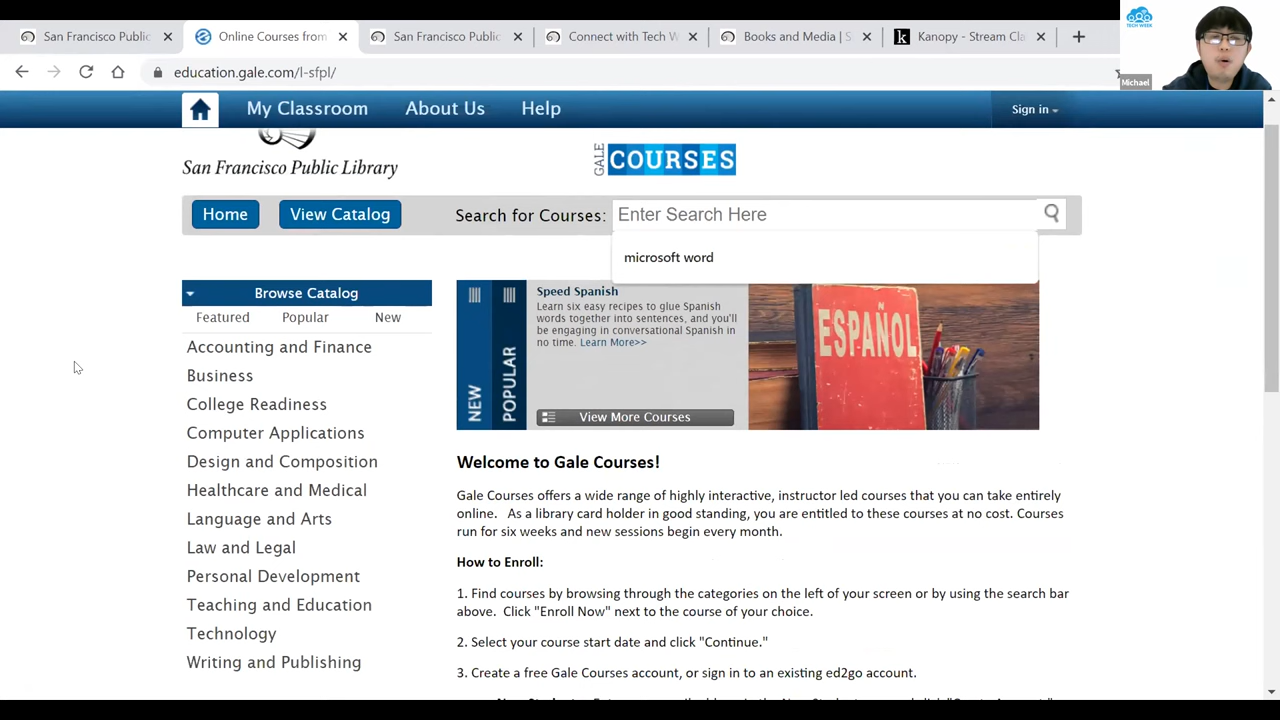 San Francisco Public
Online Courses from
San Francisco Public
Connect with Tech W
Books and Media | S
Kanopy - Stream Cla
education.gale.com/l-sfpl/
TECH WEEK
Michael
My Classroom
About Us
Help
Sign in
San Francisco Public Library
GALE COURSES
Home
View Catalog
Search for Courses:
Enter Search Here
microsoft word
Browse Catalog
Featured
Popular
New
Accounting and Finance
Business
College Readiness
Computer Applications
Design and Composition
Healthcare and Medical
Language and Arts
Law and Legal
Personal Development
Teaching and Education
Technology
Writing and Publishing
NEW
POPULAR
Speed Spanish
Learn six easy recipes to glue Spanish
words together into sentences, and you'll
be engaging in conversational Spanish in
no time. Learn More>>
View More Courses
Ñ
ESPAÑOL
Welcome to Gale Courses!
Gale Courses offers a wide range of highly interactive, instructor led courses that you can take entirely
online. As a library card holder in good standing, you are entitled to these courses at no cost. Courses
run for six weeks and new sessions begin every month.
How to Enroll:
1. Find courses by browsing through the categories on the left of your screen or by using the search bar
above. Click "Enroll Now" next to the course of your choice.
2. Select your course start date and click "Continue."
3. Create a free Gale Courses account, or sign in to an existing ed2go account.